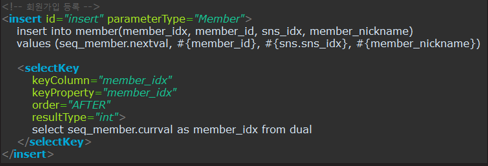 <!-- 회원가입 등록 -->
<insert id="insert" parameterType="Member">
insert into member(member_idx, member_id, sns_idx, member_nickname)
values (seq_member.nextval, #{member_id}, #{sns.sns_idx}, #{member_nickname})
<selectKey
keyColumn="member_idx"
keyProperty="member_idx"
order="AFTER"
resultType="int">
select seq_member.currval as member_idx from dual
</selectKey>
</insert>